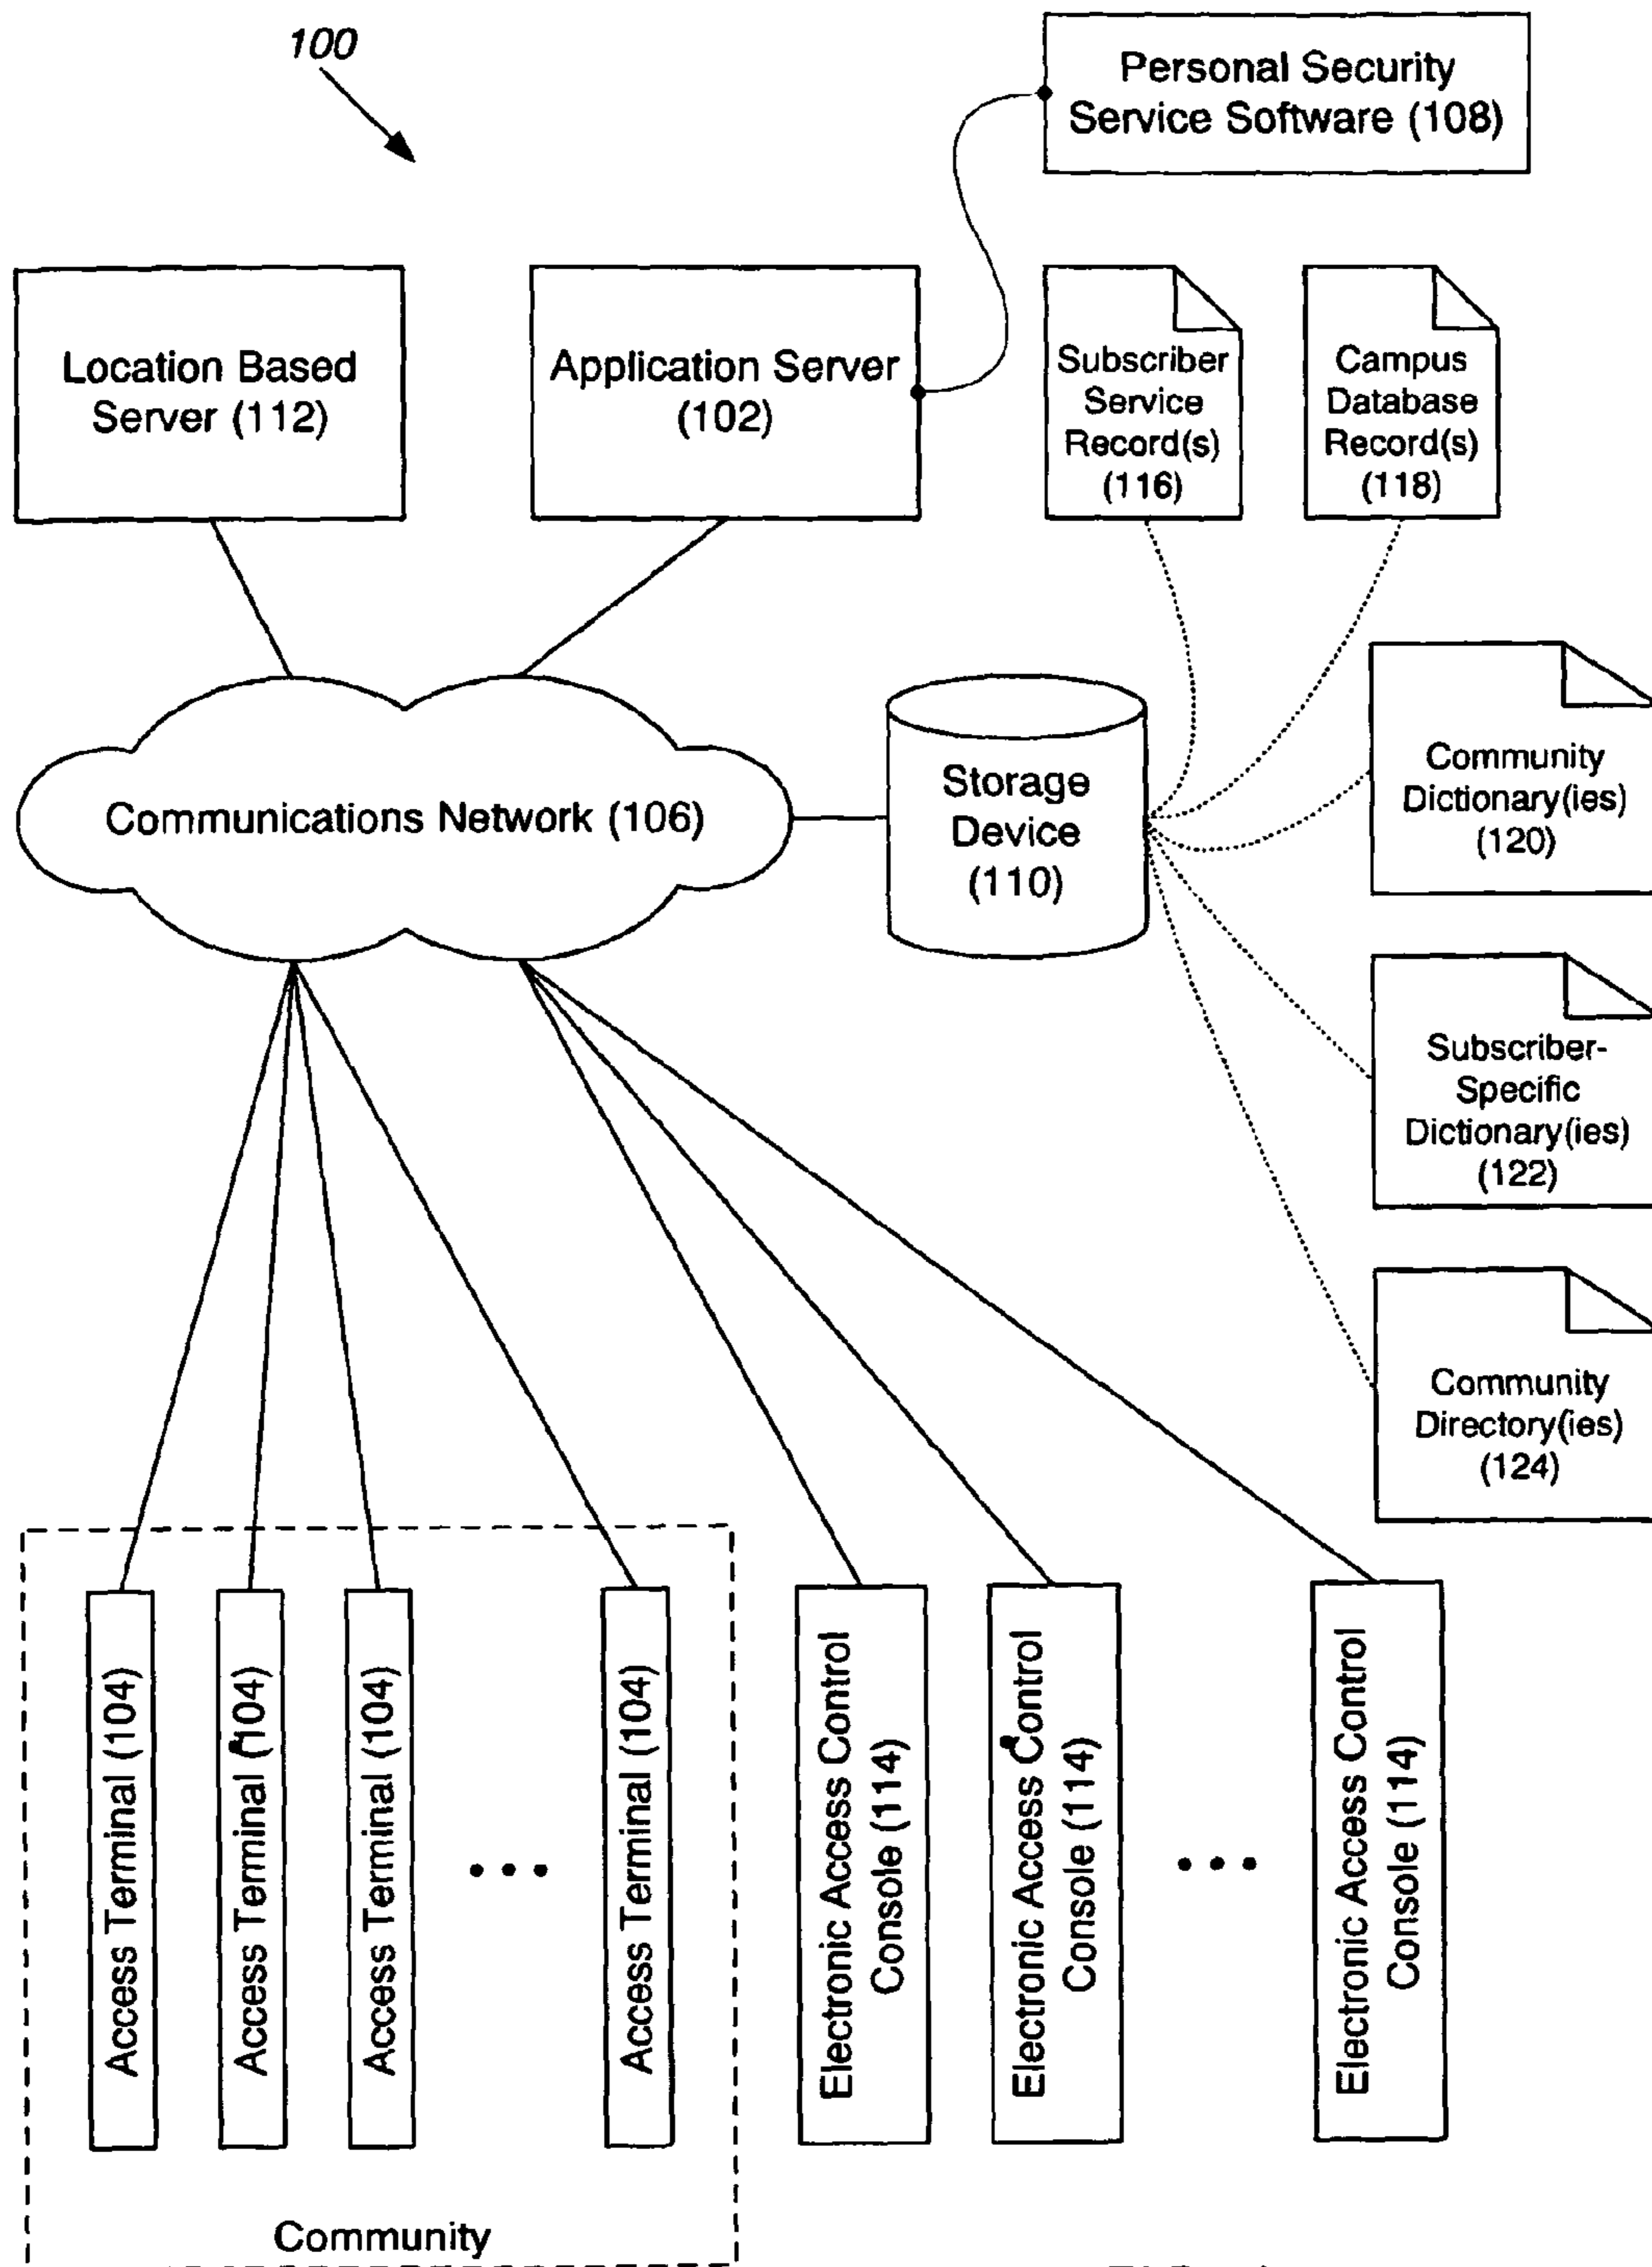 100
Personal Security
Service Software (108)
Location Based
Server (112)
Application Server
(102)
Subscriber
Service
Record(s)
(116)
Campus
Database
Record(s)
(118)
Communications Network (106)
Storage
Device
(110)
Community
Dictionary(ies)
(120)
Subscriber-
Specific
Dictionary(ies)
(122)
Community
Directory(ies)
(124)
Access Terminal (104)
Access Terminal (104)
Access Terminal (104)
• • •
Access Terminal (104)
Electronic Access Control
Console (114)
Electronic Access Control
Console (114)
• • •
Electronic Access Control
Console (114)
Community